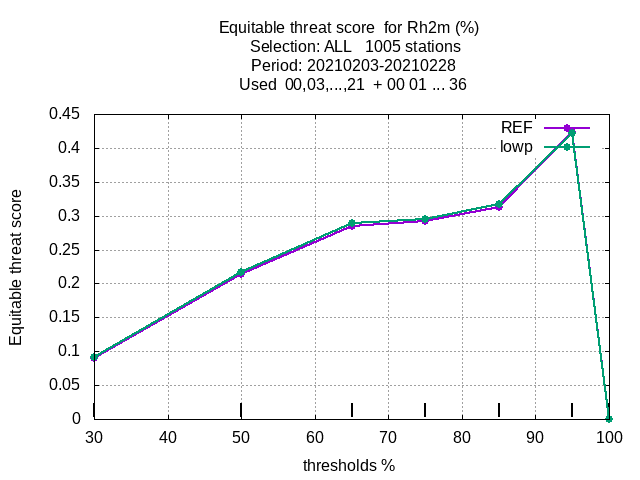 Equitable threat score  for Rh2m (%)
Selection: ALL   1005 stations
Period: 20210203-20210228
Used  00,03,...,21  + 00 01 ... 36
REF
lowp
Equitable threat score
0.45
0.4
0.35
0.3
0.25
0.2
0.15
0.1
0.05
0
30 40 50 60 70 80 90 100
thresholds %